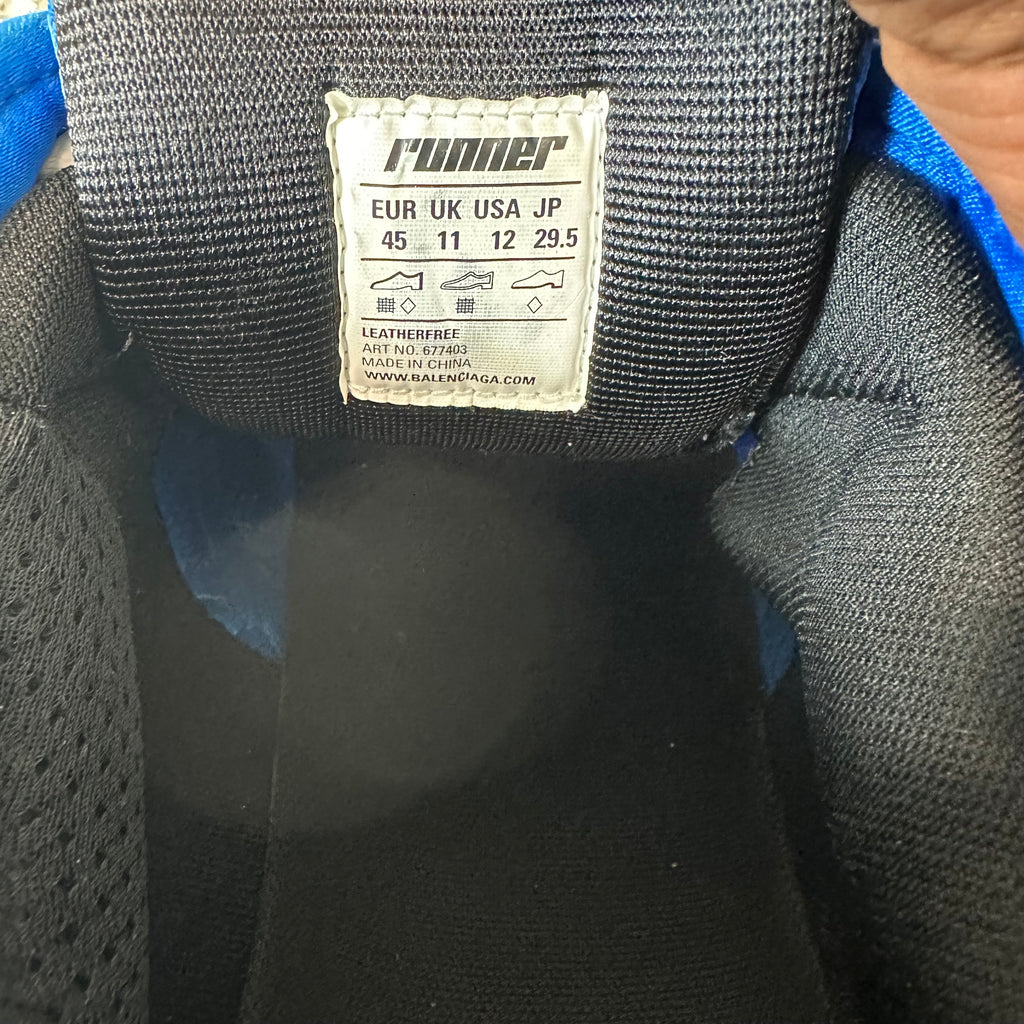 runner
EUR UK USA JP
45 11 12 29.5
LEATHERFREE
ART NO. 677403
MADE IN CHINA
WWW.BALENCIAGA.COM